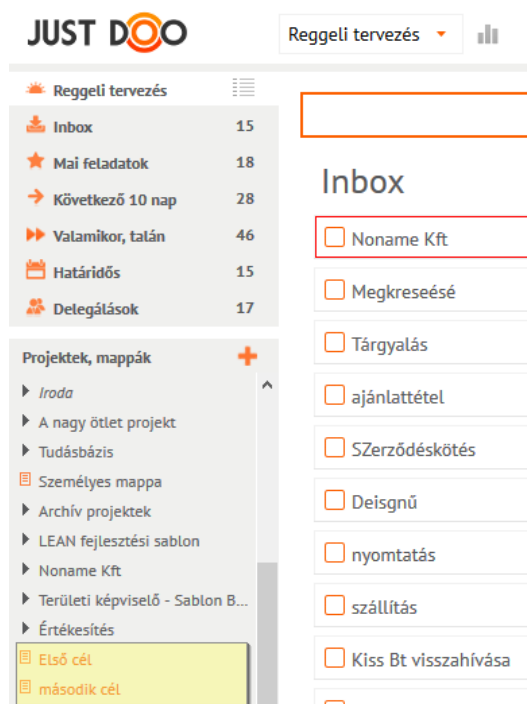 JUST DOO
Reggeli tervezés
Reggeli tervezés
Inbox 15
Mai feladatok 18
Következő 10 nap 28
Valamikor, talán 46
Határidős 15
Delegálások 17
Projektek, mappák
Iroda
A nagy ötlet projekt
Tudásbázis
Személyes mappa
Archív projektek
LEAN fejlesztési sablon
Noname Kft
Területi képviselő - Sablon B...
Értékesítés
Első cél
második cél
Inbox
Noname Kft
Megkreseésé
Tárgyalás
ajánlattétel
SZerződéskötés
Deisgnű
nyomtatás
szállítás
Kiss Bt visszahívása